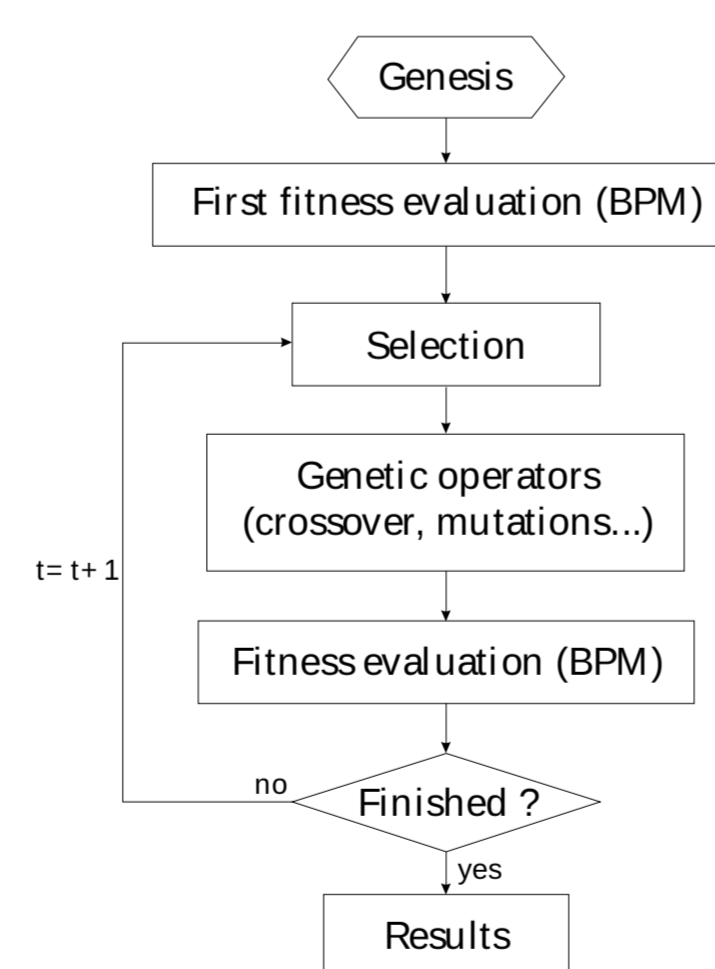 Genesis
First fitness evaluation (BPM)
Selection
Genetic operators
(crossover, mutations...)
t= t+ 1
Fitness evaluation (BPM)
no
Finished ?
yes
Results